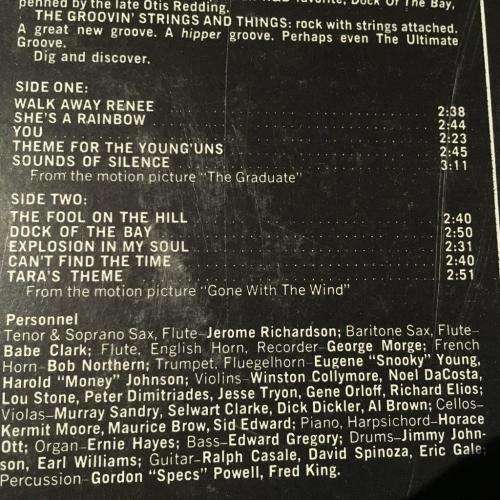 penned by the late Otis Redding. favorite, Dock Of The Bay,
THE GROOVIN' STRINGS AND THINGS: rock with strings attached.
A great new groove. A hipper groove. Perhaps even The Ultimate
Groove.
Dig and discover.
SIDE ONE:
WALK AWAY RENEE 2:38
SHE'S A RAINBOW 2:44
YOU 2:23
THEME FOR THE YOUNG'UNS 2:45
SOUNDS OF SILENCE 3:11
From the motion picture "The Graduate"
SIDE TWO:
THE FOOL ON THE HILL 2:40
DOCK OF THE BAY 2:50
EXPLOSION IN MY SOUL 2:31
CAN'T FIND THE TIME 2:40
TARA'S THEME 2:51
From the motion picture "Gone With The Wind"
Personnel
Tenor & Soprano Sax, Flute–Jerome Richardson; Baritone Sax, Flute–
Babe Clark; Flute, English Horn, Recorder–George Morge; French
Horn–Bob Northern; Trumpet, Fluegelhorn–Eugene "Snooky" Young,
Harold "Money" Johnson; Violins–Winston Collymore, Noel DaCosta,
Lou Stone, Peter Dimitriades, Jesse Tryon, Gene Orloff, Richard Elios;
Violas–Murray Sandry, Selwart Clarke, Dick Dickler, Al Brown; Cellos–
Kermit Moore, Maurice Brow, Sid Edward; Piano, Harpsichord–Horace
Ott; Organ–Ernie Hayes; Bass–Edward Gregory; Drums–Jimmy John-
son, Earl Williams; Guitar–Ralph Casale, David Spinoza, Eric Gale;
Percussion–Gordon "Specs" Powell, Fred King.